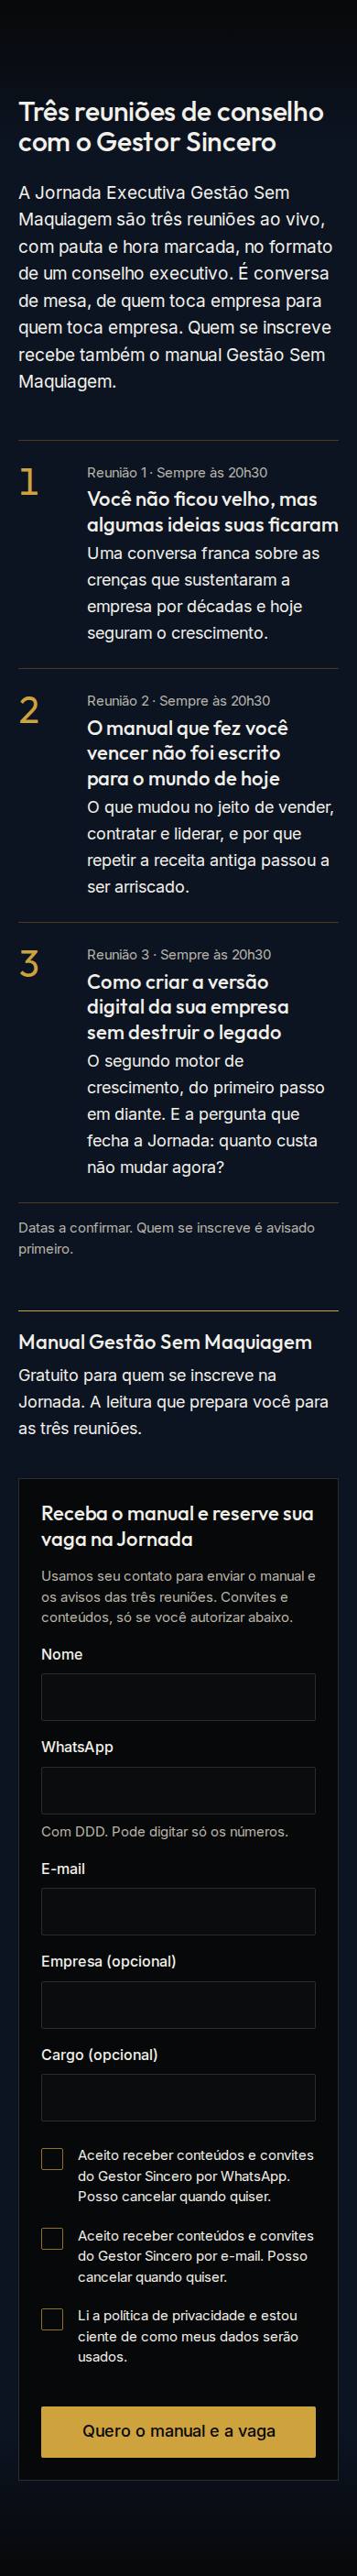 Três reuniões de conselho
com o Gestor Sincero
A Jornada Executiva Gestão Sem
Maquiagem são três reuniões ao vivo,
com pauta e hora marcada, no formato
de um conselho executivo. É conversa
de mesa, de quem toca empresa para
quem toca empresa. Quem se inscreve
recebe também o manual Gestão Sem
Maquiagem.
1
Reunião 1 · Sempre às 20h30
Você não ficou velho, mas
algumas ideias suas ficaram
Uma conversa franca sobre as
crenças que sustentaram a
empresa por décadas e hoje
seguram o crescimento.
2
Reunião 2 · Sempre às 20h30
O manual que fez você
vencer não foi escrito
para o mundo de hoje
O que mudou no jeito de vender,
contratar e liderar, e por que
repetir a receita antiga passou a
ser arriscado.
3
Reunião 3 · Sempre às 20h30
Como criar a versão
digital da sua empresa
sem destruir o legado
O segundo motor de
crescimento, do primeiro passo
em diante. E a pergunta que
fecha a Jornada: quanto custa
não mudar agora?
Datas a confirmar. Quem se inscreve é avisado
primeiro.
Manual Gestão Sem Maquiagem
Gratuito para quem se inscreve na
Jornada. A leitura que prepara você para
as três reuniões.
Receba o manual e reserve sua
vaga na Jornada
Usamos seu contato para enviar o manual e
os avisos das três reuniões. Convites e
conteúdos, só se você autorizar abaixo.
Nome
WhatsApp
Com DDD. Pode digitar só os números.
E-mail
Empresa (opcional)
Cargo (opcional)
Aceito receber conteúdos e convites
do Gestor Sincero por WhatsApp.
Posso cancelar quando quiser.
Aceito receber conteúdos e convites
do Gestor Sincero por e-mail. Posso
cancelar quando quiser.
Li a política de privacidade e estou
ciente de como meus dados serão
usados.
Quero o manual e a vaga